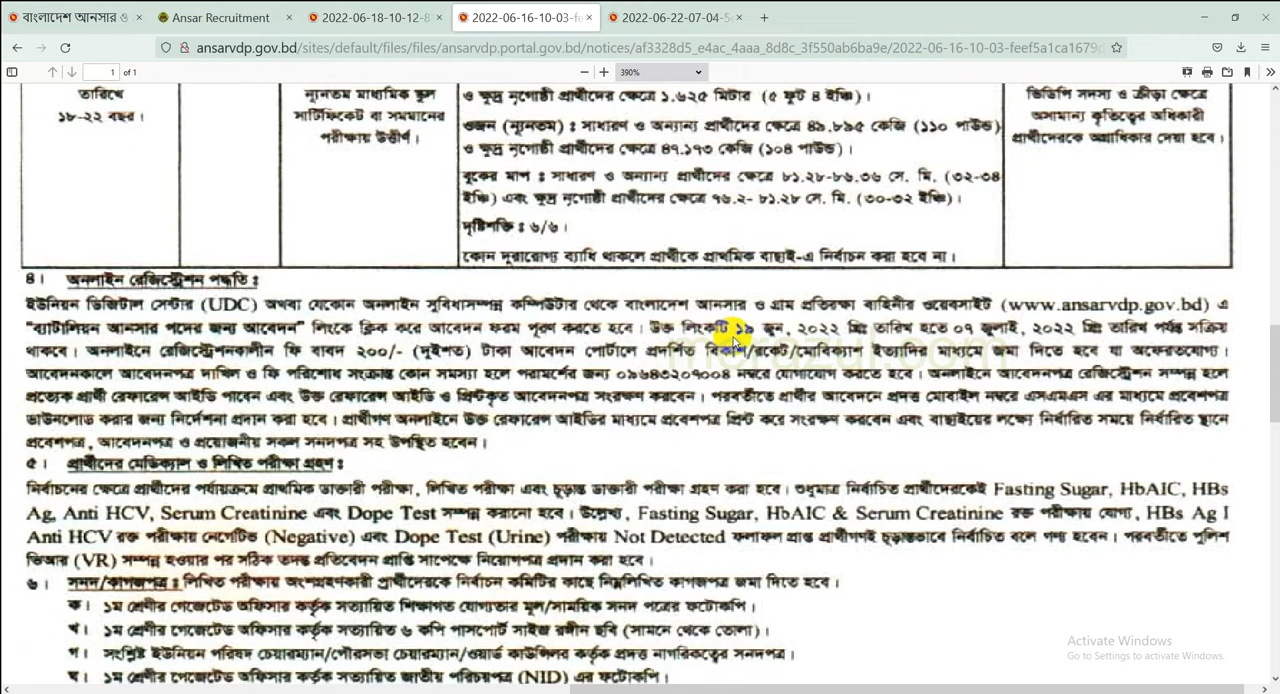 বাংলাদেশ আনসার ও
Ansar Recruitment
2022-06-18-10-12-8
2022-06-16-10-03-fe
2022-06-22-07-04-5
ansarvdp.gov.bd/sites/default/files/files/ansarvdp.portal.gov.bd/notices/af3328d5_e4ac_4aaa_8d8c_3f550ab6ba9e/2022-06-16-10-03-feef5a1ca1679d
1 of 1
390%
তারিখে
১৮-২২ বছর।
ন্যূনতম মাধ্যমিক স্কুল
সার্টিফিকেট বা সমমানের
পরীক্ষায় উত্তীর্ণ।
ও ক্ষুদ্র নৃগোষ্ঠী প্রার্থীদের ক্ষেত্রে ১.৬২৫ মিটার (৫ ফুট ৪ ইঞ্চি)।
ওজন (ন্যূনতম) : সাধারণ ও অন্যান্য প্রার্থীদের ক্ষেত্রে ৪৯.৮৯৫ কেজি (১১০ পাউন্ড)
ও ক্ষুদ্র নৃগোষ্ঠী প্রার্থীদের ক্ষেত্রে ৪৭.১৭৩ কেজি (১০৪ পাউন্ড)।
বুকের মাপ : সাধারণ ও অন্যান্য প্রার্থীদের ক্ষেত্রে ৮১.২৮-৮৬.৩৬ সে. মি. (৩২-৩৪
ইঞ্চি) এবং ক্ষুদ্র নৃগোষ্ঠী প্রার্থীদের ক্ষেত্রে ৭৬.২- ৮১.২৮ সে. মি. (৩০-৩২ ইঞ্চি)।
দৃষ্টিশক্তি : ৬/৬।
কোন দুরারোগ্য ব্যাধি থাকলে প্রার্থীকে প্রাথমিক বাছাই-এ নির্বাচন করা হবে না।
ভিডিপি সদস্য ও ক্রীড়া ক্ষেত্রে
অসামান্য কৃতিত্বের অধিকারী
প্রার্থীদেরকে অগ্রাধিকার দেয়া হবে।
৪। অনলাইন রেজিস্ট্রেশন পদ্ধতি :
ইউনিয়ন ডিজিটাল সেন্টার (UDC) অথবা যেকোন অনলাইন সুবিধাসম্পন্ন কম্পিউটার থেকে বাংলাদেশ আনসার ও গ্রাম প্রতিরক্ষা বাহিনীর ওয়েবসাইট (www.ansarvdp.gov.bd) এ
"ব্যাটালিয়ন আনসার পদের জন্য আবেদন" লিংকে ক্লিক করে আবেদন ফরম পূরণ করতে হবে। উক্ত লিংকটি ১৯ জুন, ২০২২ খ্রিঃ তারিখ হতে ০৭ জুলাই, ২০২২ খ্রিঃ তারিখ পর্যন্ত সক্রিয়
থাকবে। অনলাইনে রেজিস্ট্রেশনকালীন ফি বাবদ ২০০/- (দুইশত) টাকা আবেদন পোর্টালে প্রদর্শিত বিকাশ/রকেট/মোবিক্যাশ ইত্যাদির মাধ্যমে জমা দিতে হবে যা অফেরতযোগ্য।
আবেদনকালে আবেদনপত্র দাখিল ও ফি পরিশোধ সংক্রান্ত কোন সমস্যা হলে পরামর্শের জন্য ০৯৬৪৩২০৭০০৪ নম্বরে যোগাযোগ করতে হবে। অনলাইনে আবেদনপত্র রেজিস্ট্রেশন সম্পন্ন হলে
প্রত্যেক প্রার্থী রেফারেন্স আইডি পাবেন এবং উক্ত রেফারেন্স আইডি ও প্রিন্টকৃত আবেদনপত্র সংরক্ষণ করবেন। পরবর্তীতে প্রার্থীর আবেদনে প্রদত্ত মোবাইল নম্বরে এসএমএস এর মাধ্যমে প্রবেশপত্র
ডাউনলোড করার জন্য নির্দেশনা প্রদান করা হবে। প্রার্থীগণ অনলাইনে উক্ত রেফারেন্স আইডির মাধ্যমে প্রবেশপত্র প্রিন্ট করে সংরক্ষণ করবেন এবং বাছাইয়ের লক্ষ্যে নির্ধারিত সময়ে নির্ধারিত স্থানে
প্রবেশপত্র, আবেদনপত্র ও প্রয়োজনীয় সকল সনদপত্র সহ উপস্থিত হবেন।
৫। প্রার্থীদের মেডিক্যাল ও লিখিত পরীক্ষা গ্রহণ :
নির্বাচনের ক্ষেত্রে প্রার্থীদের পর্যায়ক্রমে প্রাথমিক ডাক্তারী পরীক্ষা, লিখিত পরীক্ষা এবং চূড়ান্ত ডাক্তারী পরীক্ষা গ্রহণ করা হবে। শুধুমাত্র নির্বাচিত প্রার্থীদেরকেই Fasting Sugar, HbAIC, HBs
Ag, Anti HCV, Serum Creatinine এবং Dope Test সম্পন্ন করানো হবে। উল্লেখ্য, Fasting Sugar, HbAIC & Serum Creatinine রক্ত পরীক্ষায় যোগ্য, HBs Ag I
Anti HCV রক্ত পরীক্ষায় নেগেটিভ (Negative) এবং Dope Test (Urine) পরীক্ষায় Not Detected ফলাফল প্রাপ্ত প্রার্থীগণই চূড়ান্তভাবে নির্বাচিত বলে গণ্য হবেন। পরবর্তীতে পুলিশ
ভিআর (VR) সম্পন্ন হওয়ার পর সঠিক তদন্ত প্রতিবেদন প্রাপ্তি সাপেক্ষে নিয়োগপত্র প্রদান করা হবে।
৬। সনদ/কাগজপত্র : লিখিত পরীক্ষায় অংশগ্রহণকারী প্রার্থীদেরকে নির্বাচন কমিটির কাছে নিম্নলিখিত কাগজপত্র জমা দিতে হবে।
ক। ১ম শ্রেণীর গেজেটেড অফিসার কর্তৃক সত্যায়িত শিক্ষাগত যোগ্যতার মূল/সাময়িক সনদ পত্রের ফটোকপি।
খ। ১ম শ্রেণীর গেজেটেড অফিসার কর্তৃক সত্যায়িত ৬ কপি পাসপোর্ট সাইজ রঙ্গীন ছবি (সামনে থেকে তোলা)।
গ। সংশ্লিষ্ট ইউনিয়ন পরিষদ চেয়ারম্যান/পৌরসভা চেয়ারম্যান/ওয়ার্ড কাউন্সিলর কর্তৃক প্রদত্ত নাগরিকত্বের সনদপত্র।
ঘ। ১ম শ্রেণীর গেজেটেড অফিসার কর্তৃক সত্যায়িত জাতীয় পরিচয়পত্র (NID) এর ফটোকপি।
Activate Windows
Go to Settings to activate Windows.